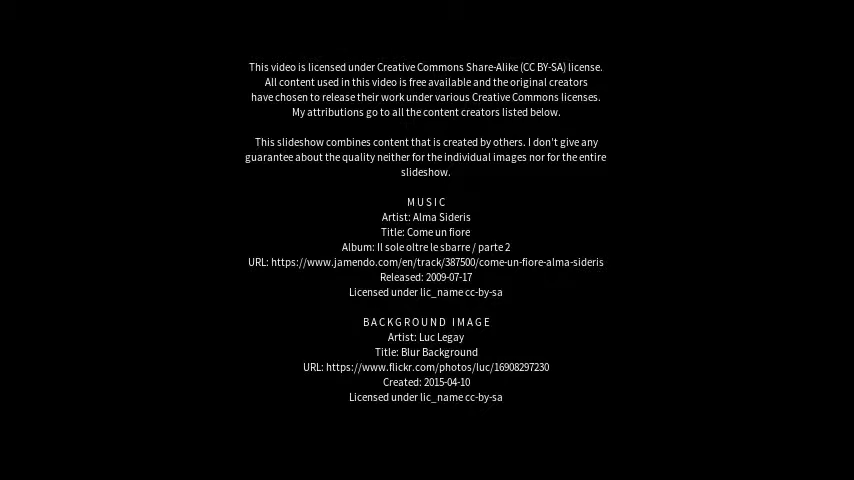 This video is licensed under Creative Commons Share-Alike (CC BY-SA) license.
All content used in this video is free available and the original creators
have chosen to release their work under various Creative Commons licenses.
My attributions go to all the content creators listed below.
This slideshow combines content that is created by others. I don't give any
guarantee about the quality neither for the individual images nor for the entire
slideshow.
MUSIC
Artist: Alma Sideris
Title: Come un fiore
Album: Il sole oltre le sbarre / parte 2
URL: https://www.jamendo.com/en/track/387500/come-un-fiore-alma-sideris
Released: 2009-07-17
Licensed under lic_name cc-by-sa
BACKGROUND IMAGE
Artist: Luc Legay
Title: Blur Background
URL: https://www.flickr.com/photos/luc/16908297230
Created: 2015-04-10
Licensed under lic_name cc-by-sa